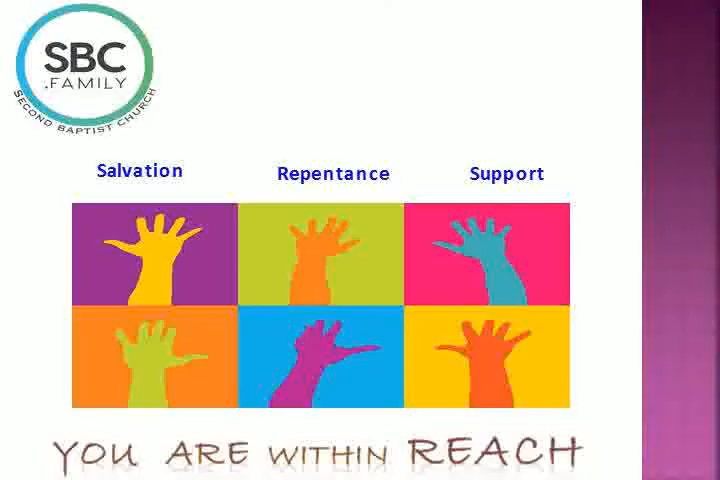 SBC
.FAMILY
SECOND BAPTIST CHURCH
Salvation Repentance Support
YOU ARE WITHIN REACH